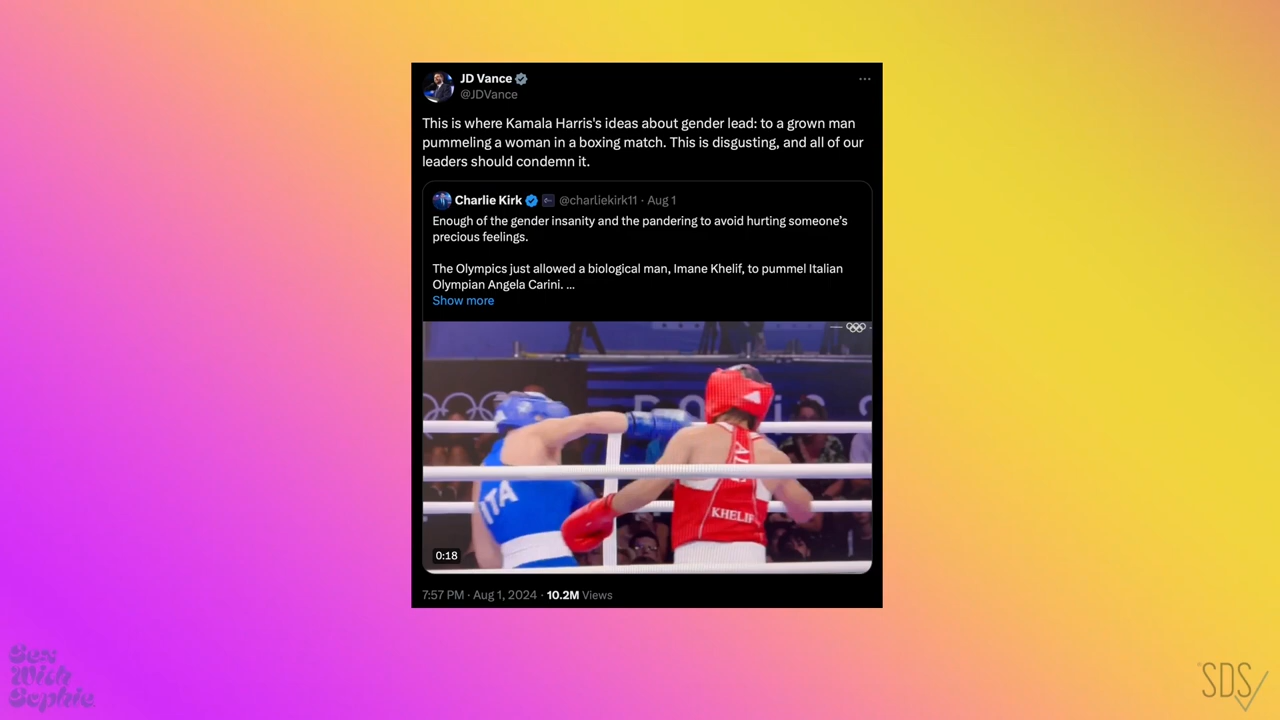 JD Vance
@JDVance
This is where Kamala Harris's ideas about gender lead: to a grown man
pummeling a woman in a boxing match. This is disgusting, and all of our
leaders should condemn it.
Charlie Kirk @charliekirk11 · Aug 1
Enough of the gender insanity and the pandering to avoid hurting someone's
precious feelings.
The Olympics just allowed a biological man, Imane Khelif, to pummel Italian
Olympian Angela Carini. ...
Show more
ITA
KHELIF
0:18
7:57 PM · Aug 1, 2024 · 10.2M Views
Sex
With
Sophie
SDS